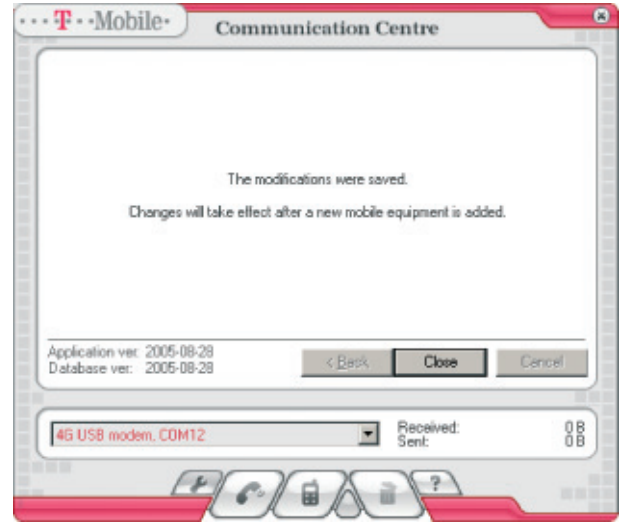 ··· T ··Mobile·
Communication Centre
The modifications were saved.
Changes will take effect after a new mobile equipment is added.
Application ver: 2005-08-28
Database ver: 2005-08-28
< Back Close Cancel
4G USB modem, COM12
Received: 0 B
Sent: 0 B
?